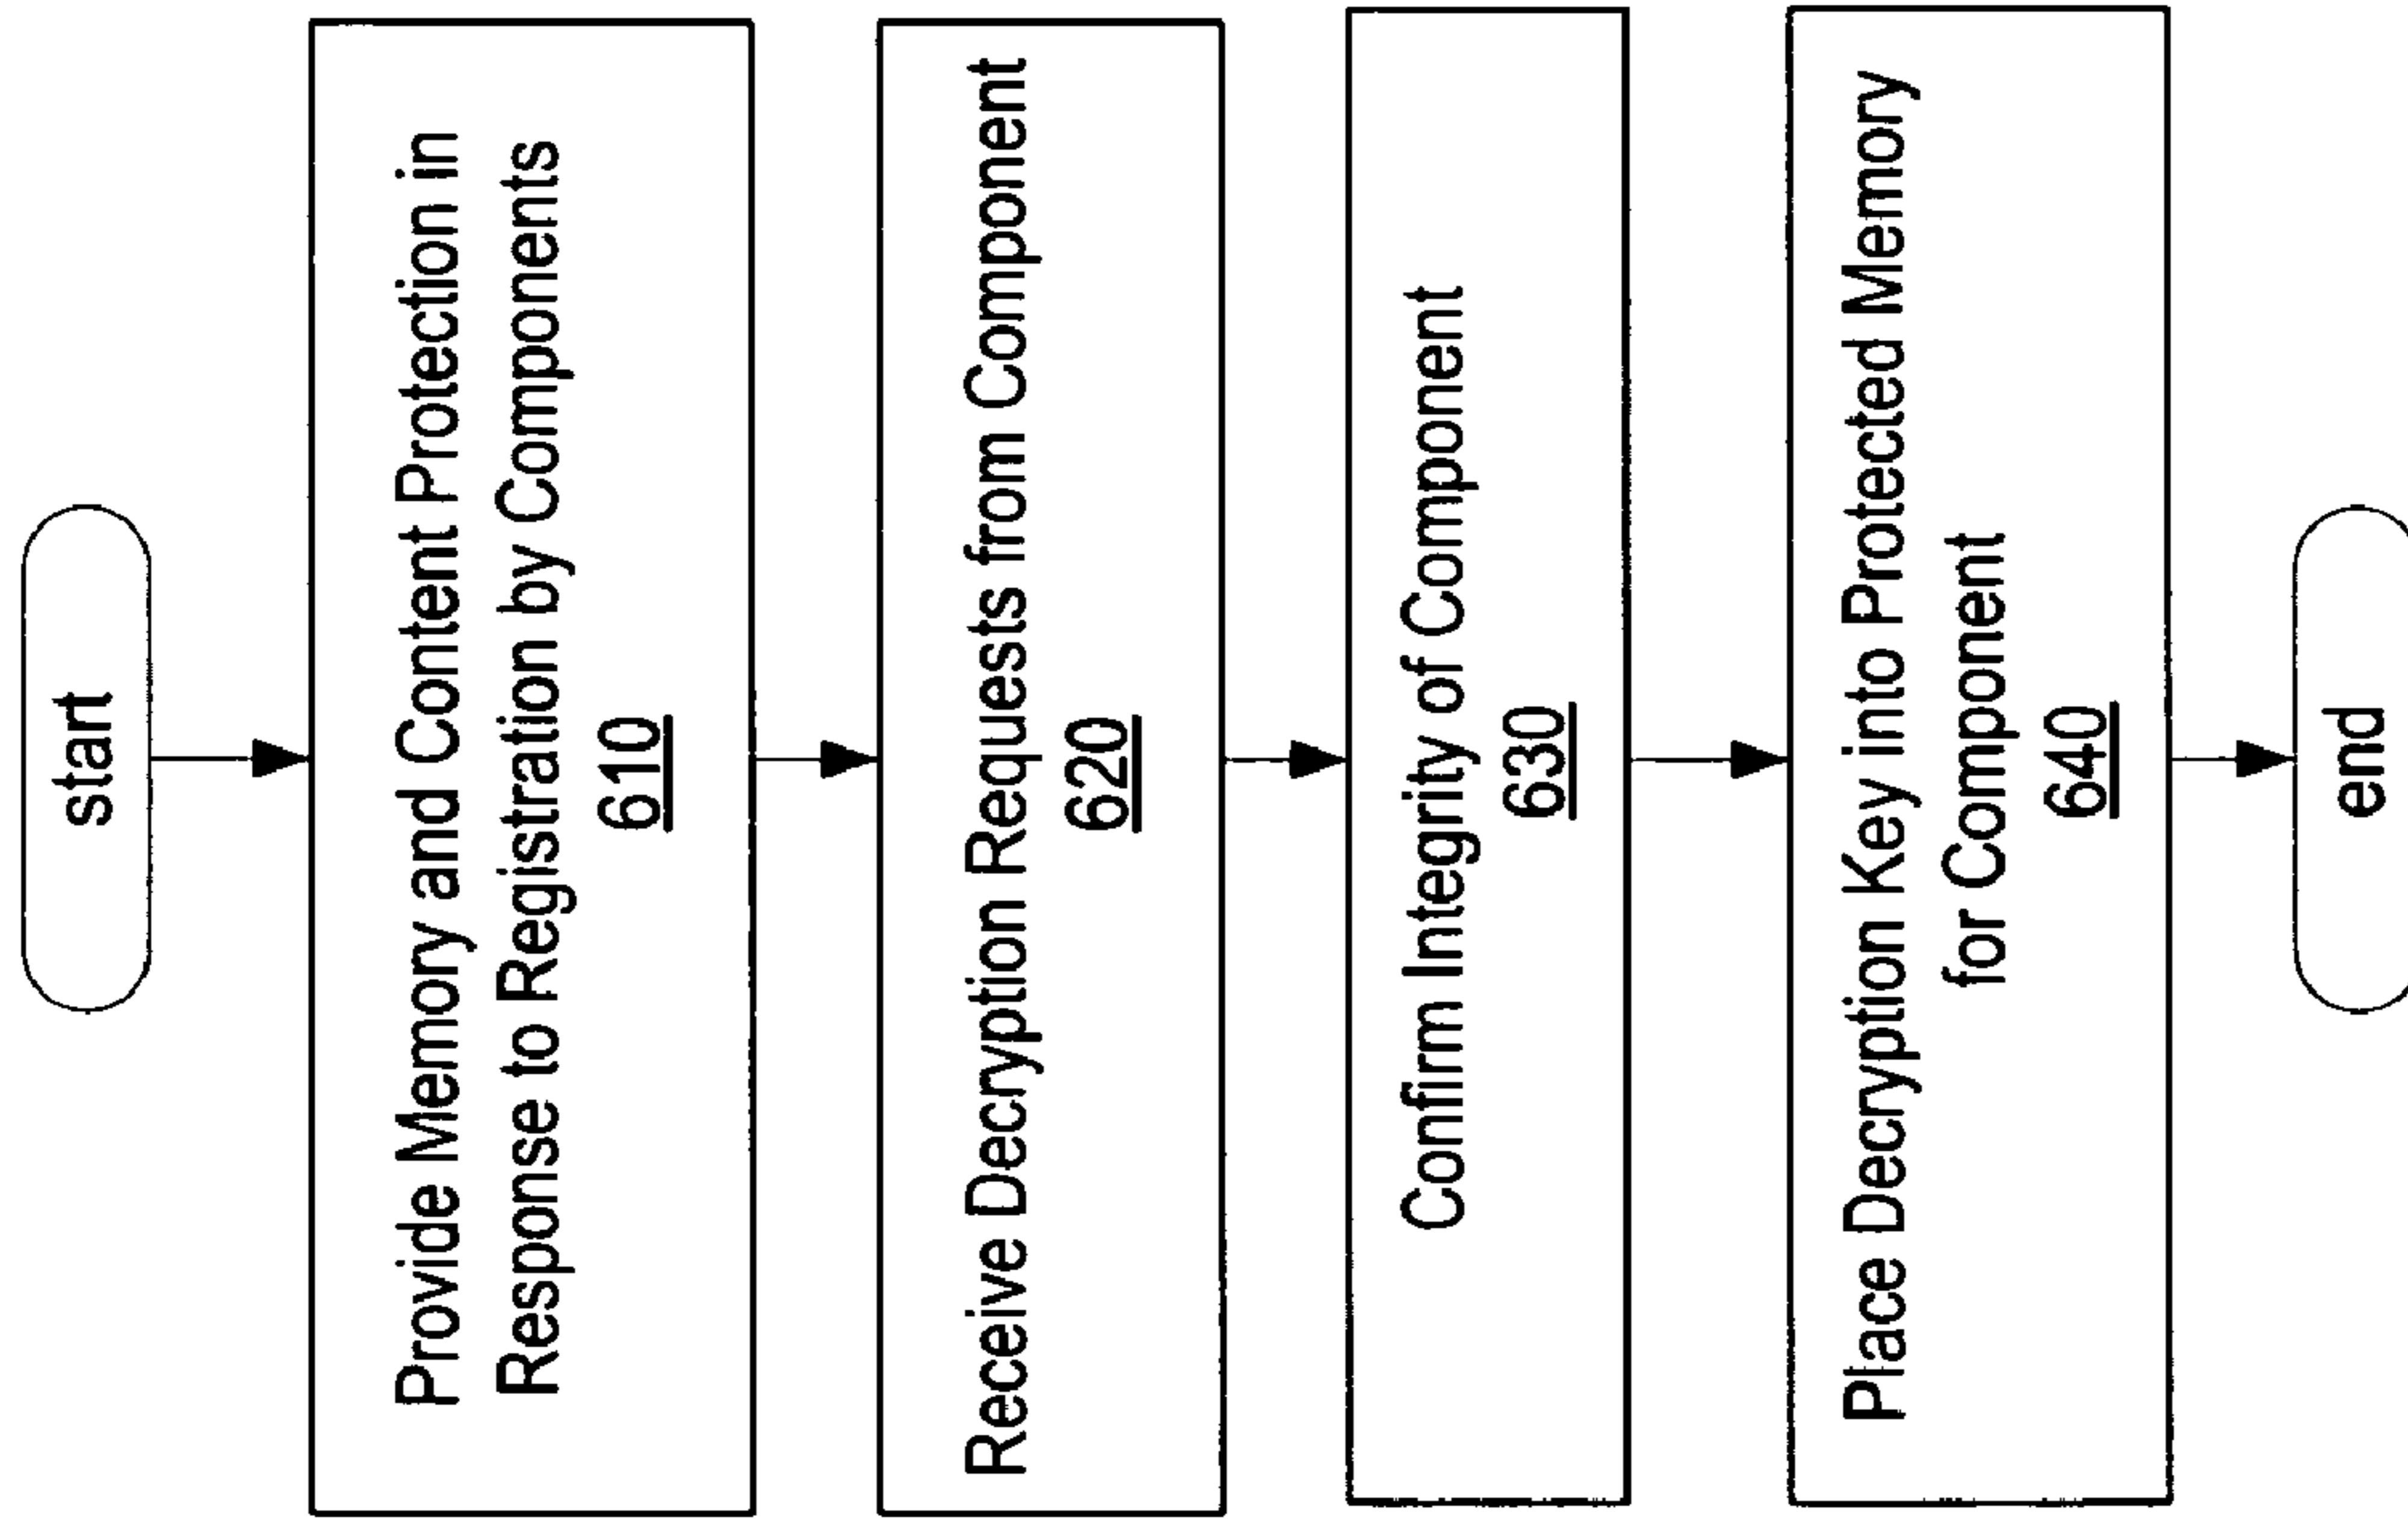 start
Provide Memory and Content Protection in
Response to Registration by Components
610
Receive Decryption Requests from Component
620
Confirm Integrity of Component
630
Place Decryption Key into Protected Memory
for Component
640
end